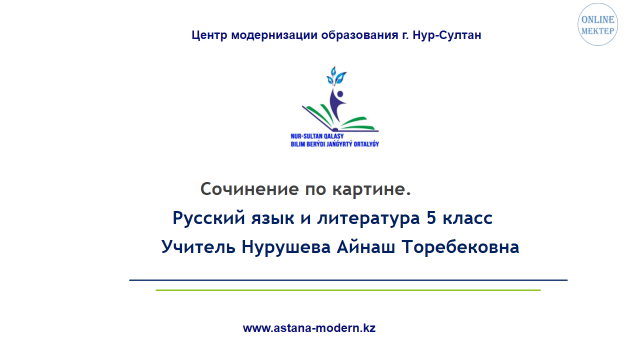 Центр модернизации образования г. Нур-Султан
ONLINE
МЕКТЕР
NUR-SULTAN QALASY
BILIM BERÝDI JAŃǴYRTÝ ORTALYǴY
Сочинение по картине.
Русский язык и литература 5 класс
Учитель Нурушева Айнаш Торебековна
www.astana-modern.kz